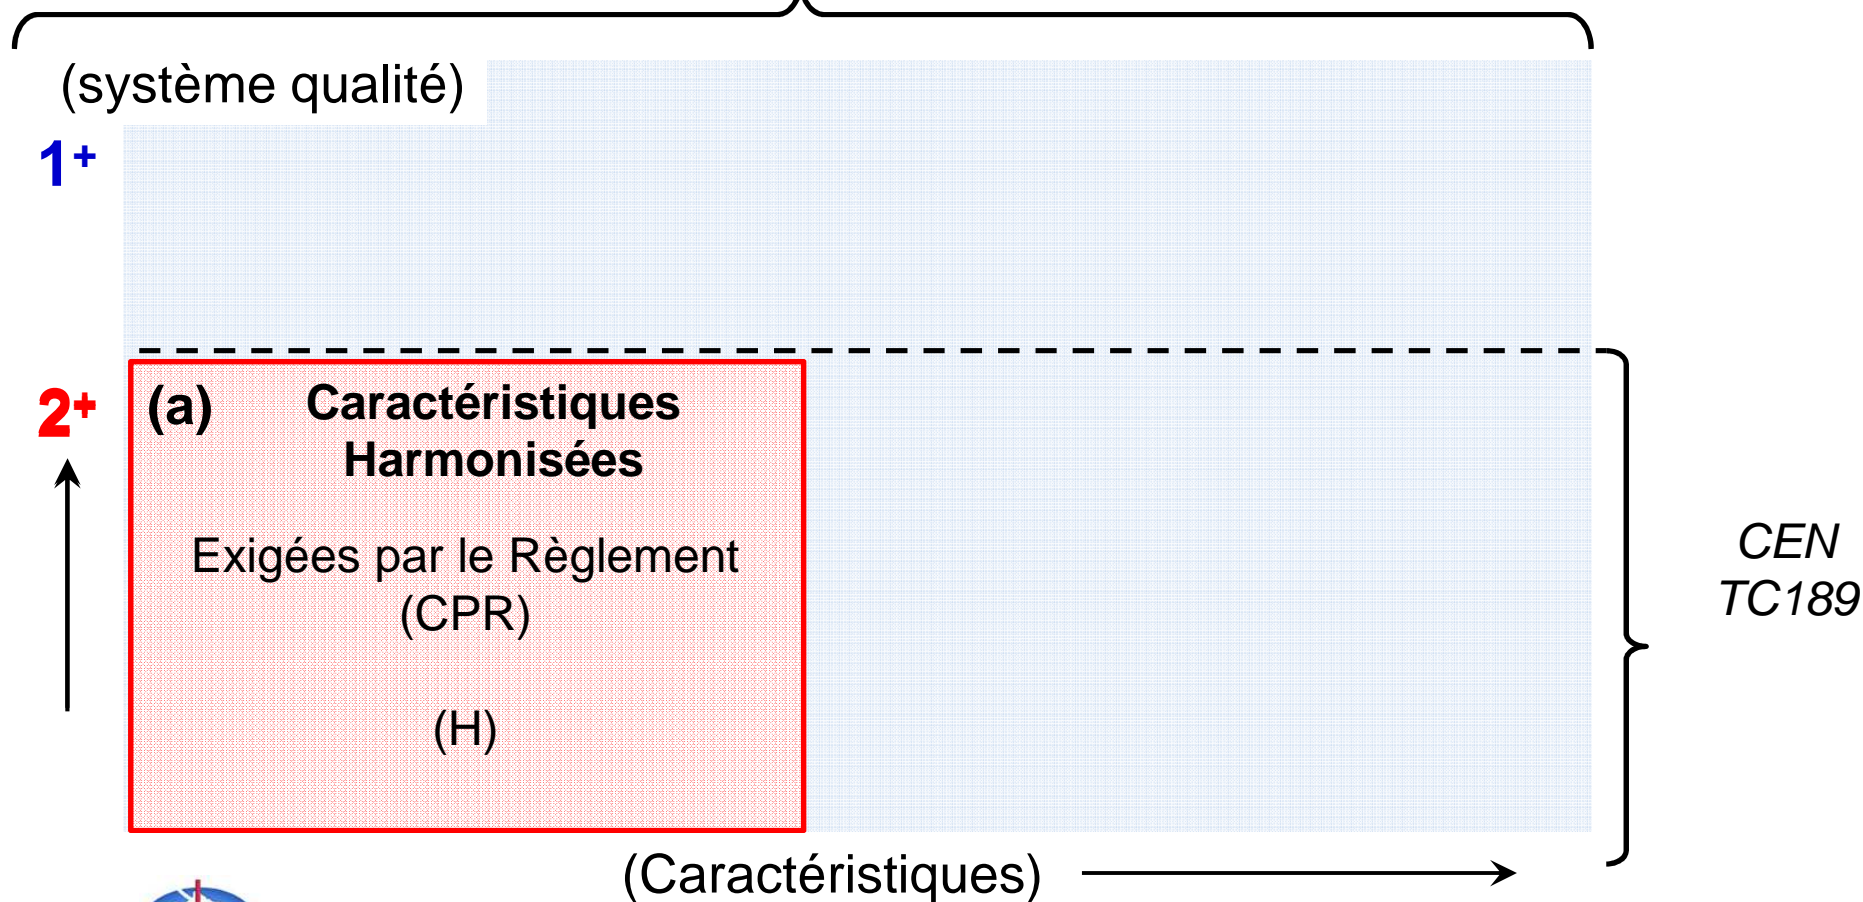 (système qualité)
1+
2+
(a) Caractéristiques
Harmonisées
Exigées par le Règlement
(CPR)
(H)
CEN
TC189
(Caractéristiques)